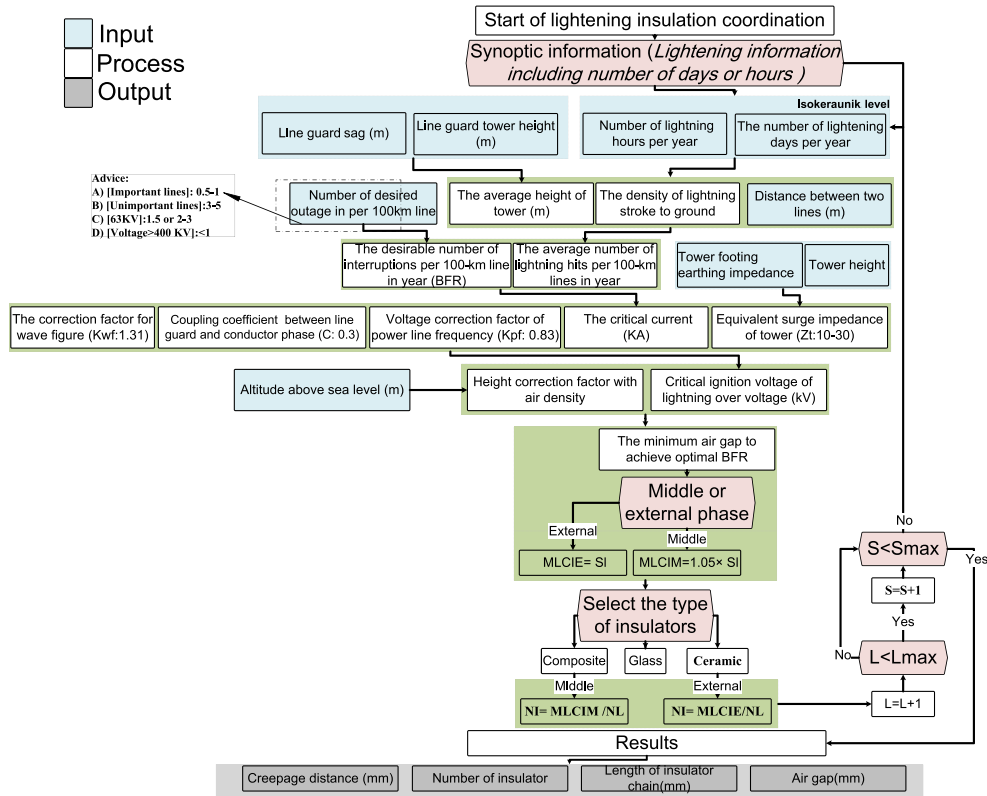 Start of lightening insulation coordination
Input
Process
Output
Synoptic information (Lightening information
including number of days or hours )
Isokeraunik level
LIne guard sag (m)
Line guard tower height
(m)
Number of lightning
hours per year
The number of lightening
days per year
Advice:
A) [Important lines]: 0.5-1
B) [Unimportant lines]:3-5
C) [63KV]:1.5 or 2-3
D) [Voltage>400 KV]:<1
Number of desired
outage in per 100km line
The average height of
tower (m)
The density of lightning
stroke to ground
Distance between two
lines (m)
The desirable number of
interruptions per 100-km line
in year (BFR)
The average number of
lightning hits per 100-km
lines in year
Tower footing
earthing impedance
Tower height
The correction factor for
wave figure (Kwf:1.31)
Coupling coefficient between line
guard and conductor phase (C: 0.3)
Voltage correction factor of
power line frequency (Kpf: 0.83)
The critical current
(KA)
Equivalent surge impedance
of tower (Zt:10-30)
Altitude above sea level (m)
Height correction factor with
air density
Critical ignition voltage of
lightning over voltage (kV)
The minimum air gap to
achieve optimal BFR
Middle or
external phase
External
Middle
MLCIE= SI
MLCIM=1.05× SI
No
S<Smax
Yes
S=S+1
Yes
No
L<Lmax
L=L+1
Select the type
of insulators
Composite
Glass
Ceramic
MIddle
External
NI= MLCIM /NL
NI= MLCIE/NL
Results
Creepage distance (mm)
Number of insulator
Length of insulator
chain(mm)
Air gap(mm)